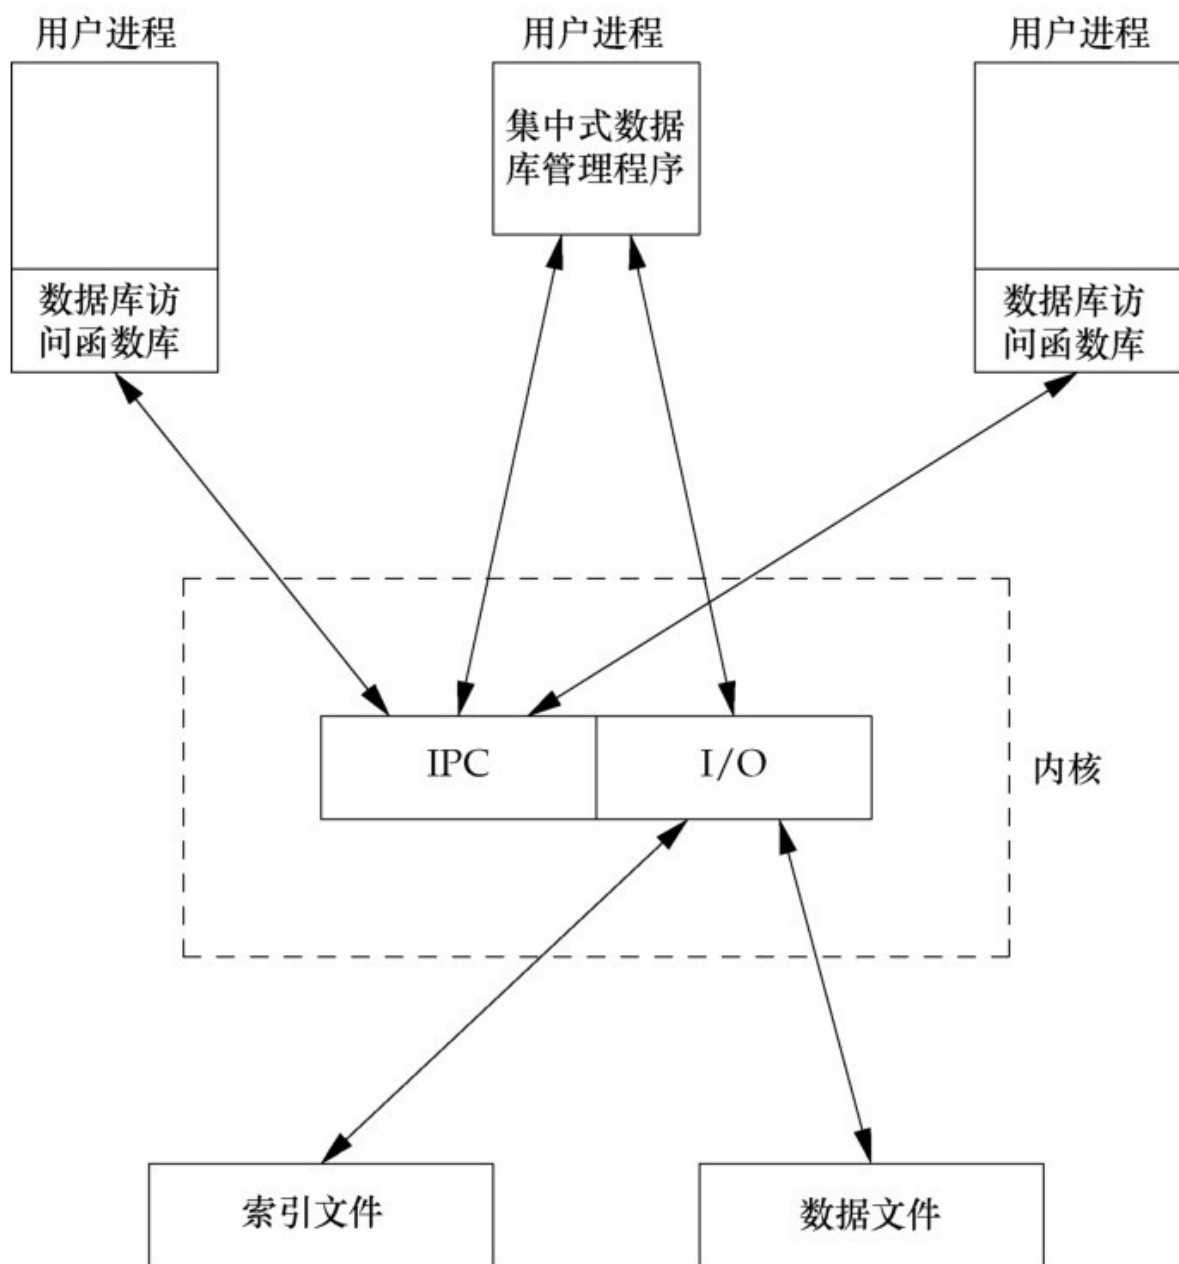 用户进程
用户进程
用户进程
集中式数据
库管理程序
数据库访
问函数库
数据库访
问函数库
IPC
I/O
内核
索引文件
数据文件